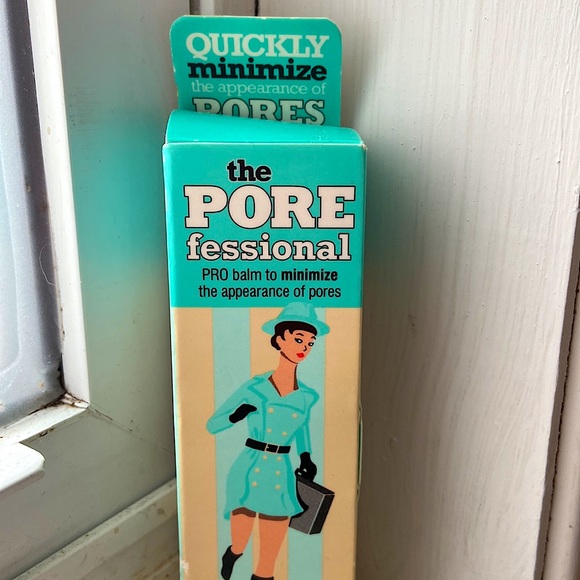 QUICKLY
minimize
the appearance of
PORES
the
PORE
fessional
PRO balm to minimize
the appearance of pores